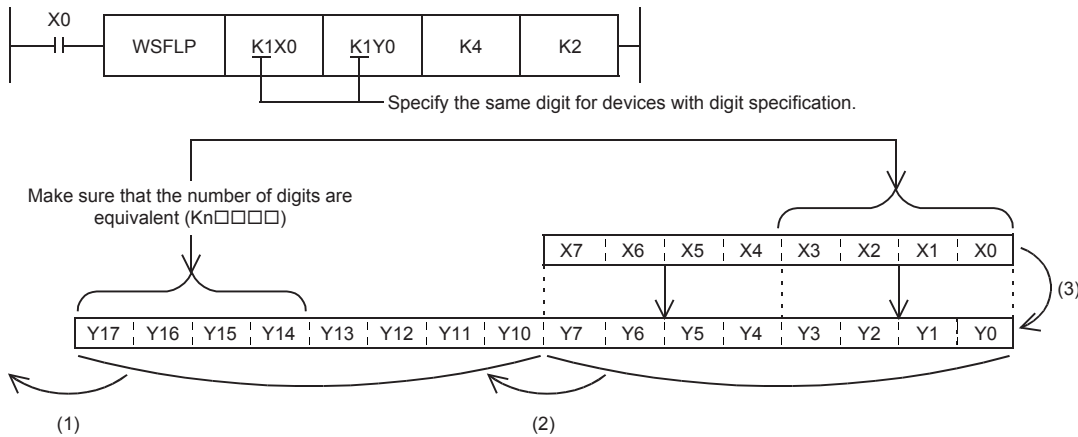 X0
WSFLP K1X0 K1Y0 K4 K2
Specify the same digit for devices with digit specification.
Make sure that the number of digits are
equivalent (Kn□□□□)
X7 X6 X5 X4 X3 X2 X1 X0
(3)
Y17 Y16 Y15 Y14 Y13 Y12 Y11 Y10 Y7 Y6 Y5 Y4 Y3 Y2 Y1 Y0
(1) (2)